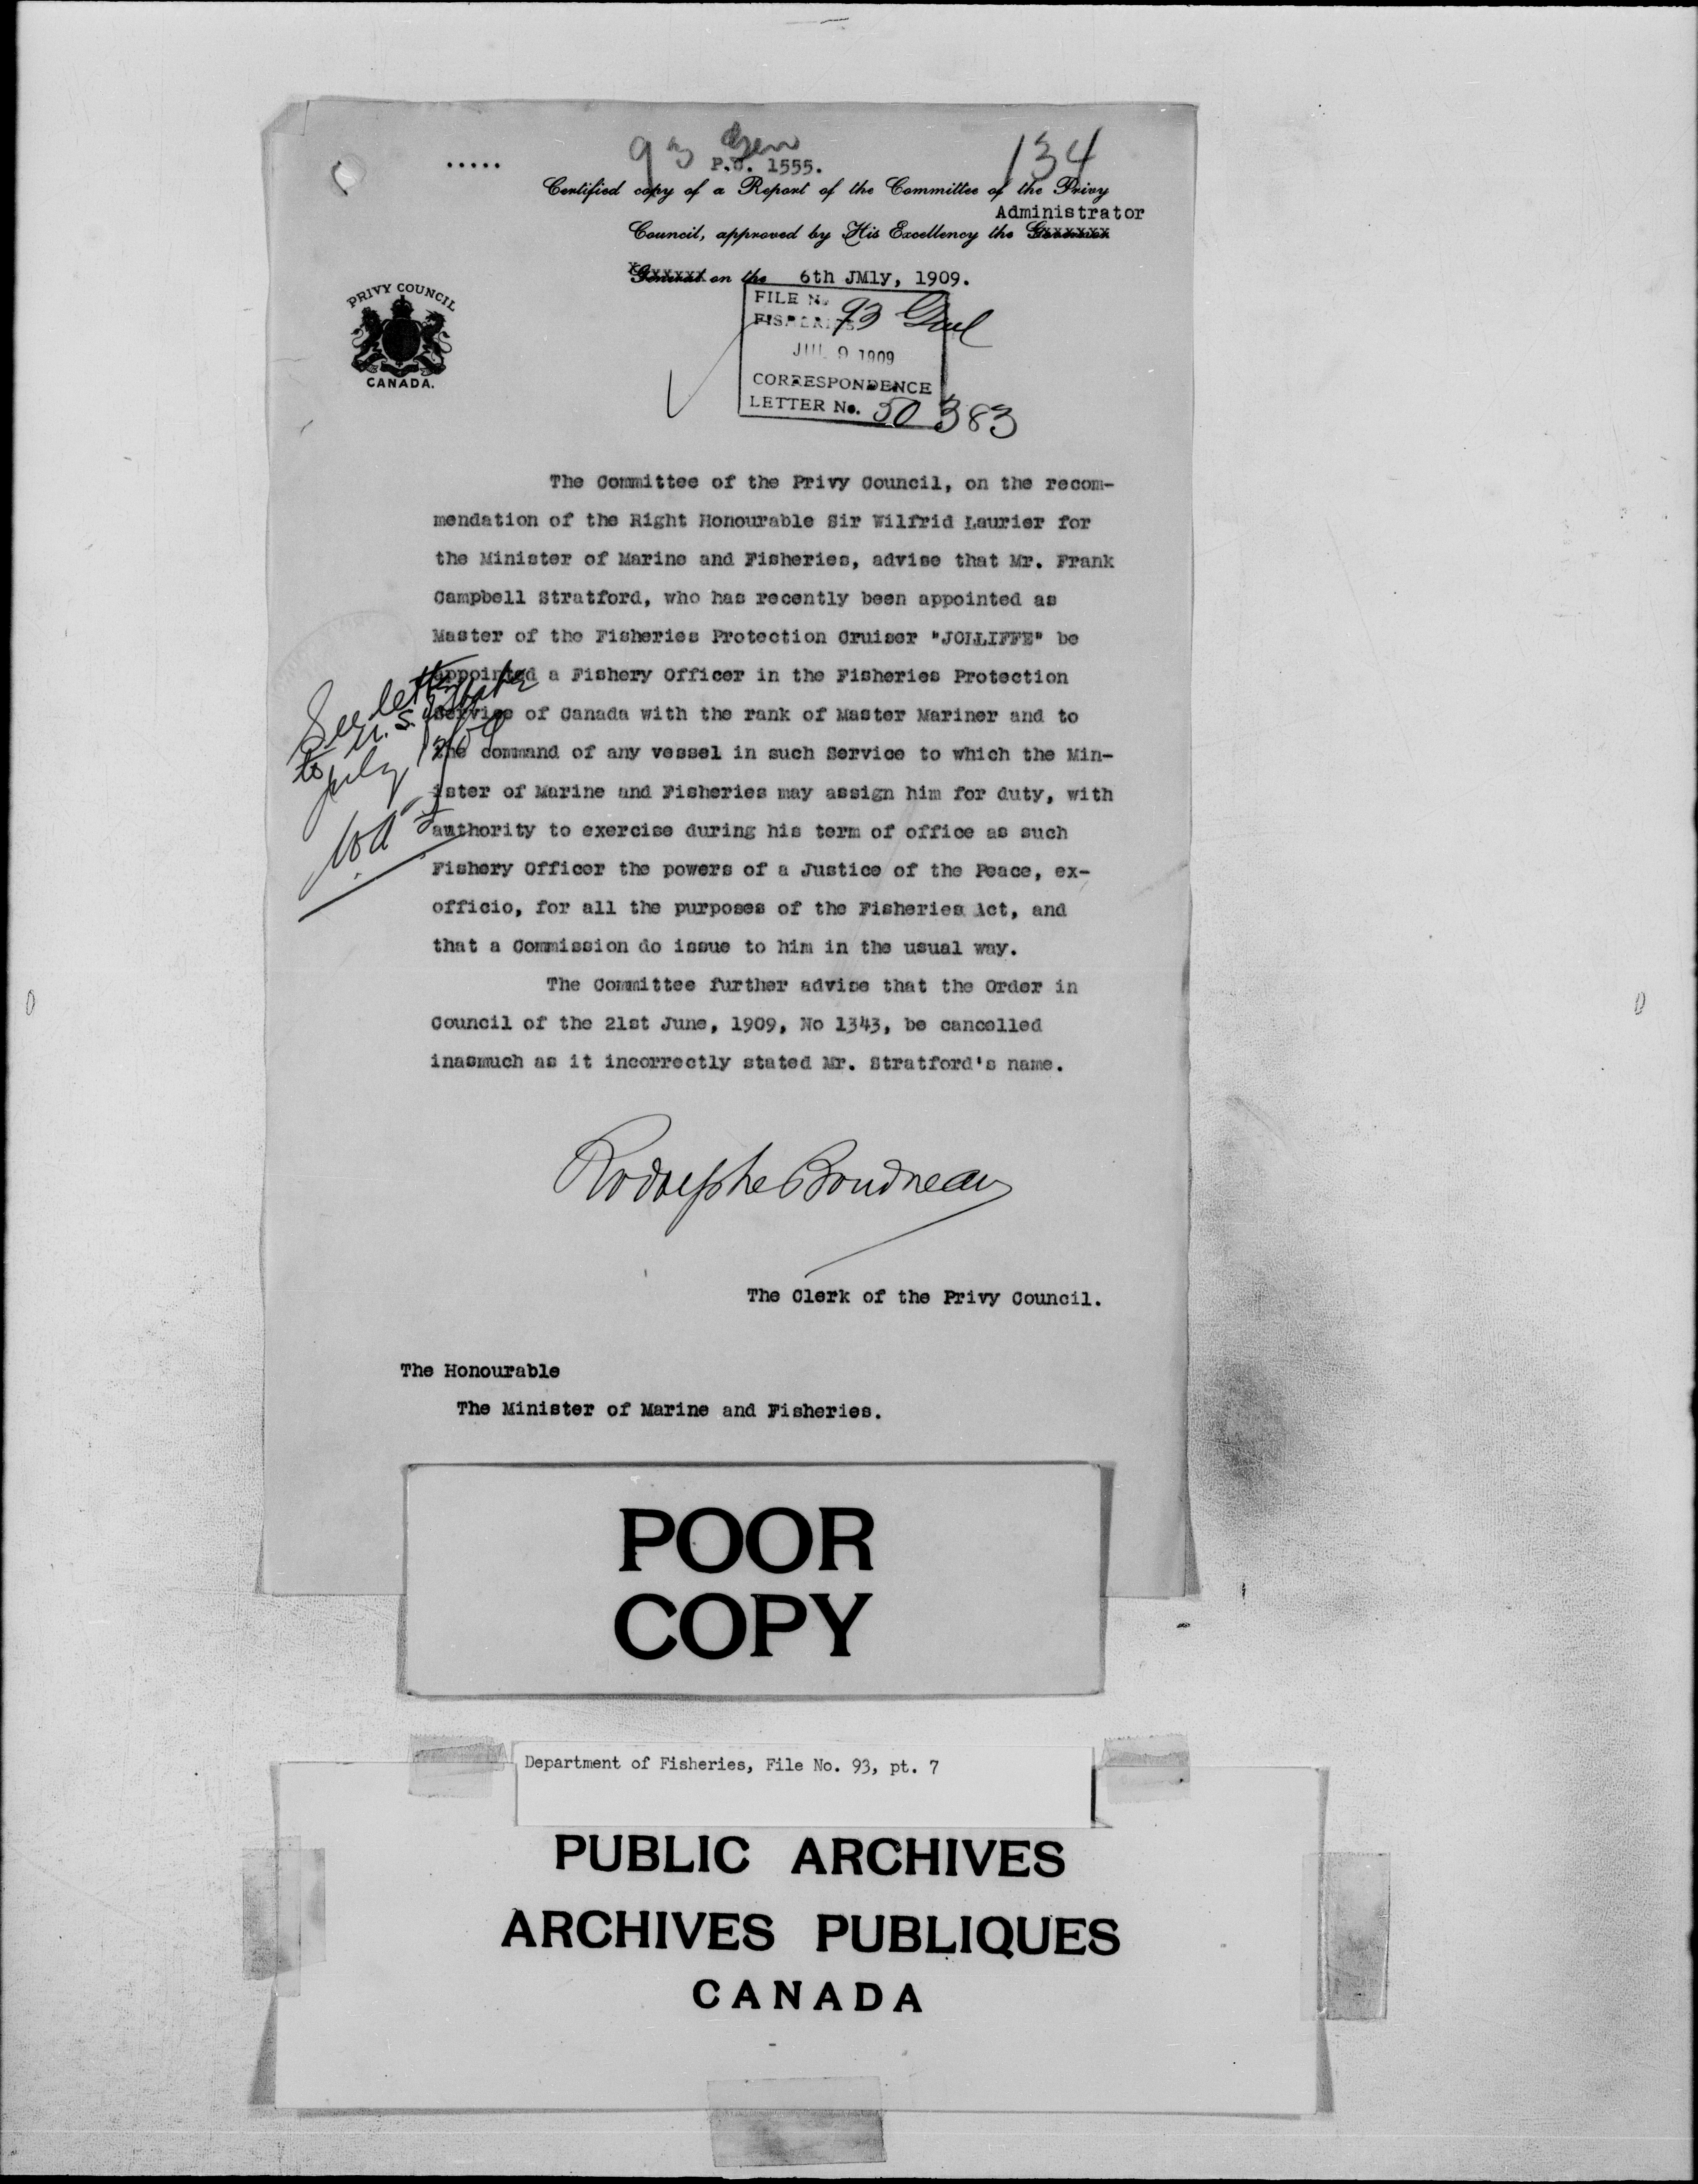 93 Gen
134
.....
P.C. 1555.
Certified copy of a Report of the Committee of the Privy
Administrator
Council, approved by His Excellency the Governor
General on the 6th JMly, 1909.
PRIVY COUNCIL
CANADA.
FILE No. 93 Genl
FISHERIES
JUL 9 1909
CORRESPONDENCE
LETTER No. 50383
The Committee of the Privy Council, on the recom-
mendation of the Right Honourable Sir Wilfrid Laurier for
the Minister of Marine and Fisheries, advise that Mr. Frank
Campbell Stratford, who has recently been appointed as
Master of the Fisheries Protection Cruiser "JOLLIFFE" be
appointed a Fishery Officer in the Fisheries Protection
Service of Canada with the rank of Master Mariner and to
the command of any vessel in such Service to which the Min-
ister of Marine and Fisheries may assign him for duty, with
authority to exercise during his term of office as such
Fishery Officer the powers of a Justice of the Peace, ex-
officio, for all the purposes of the Fisheries Act, and
that a Commission do issue to him in the usual way.
See letter
to U. S. State
July 12/09
The Committee further advise that the Order in
Council of the 21st June, 1909, No 1343, be cancelled
inasmuch as it incorrectly stated Mr. Stratford's name.
Rodolphe Boudreau
The Clerk of the Privy Council.
The Honourable
The Minister of Marine and Fisheries.
POOR
COPY
Department of Fisheries, File No. 93, pt. 7
PUBLIC ARCHIVES
ARCHIVES PUBLIQUES
CANADA